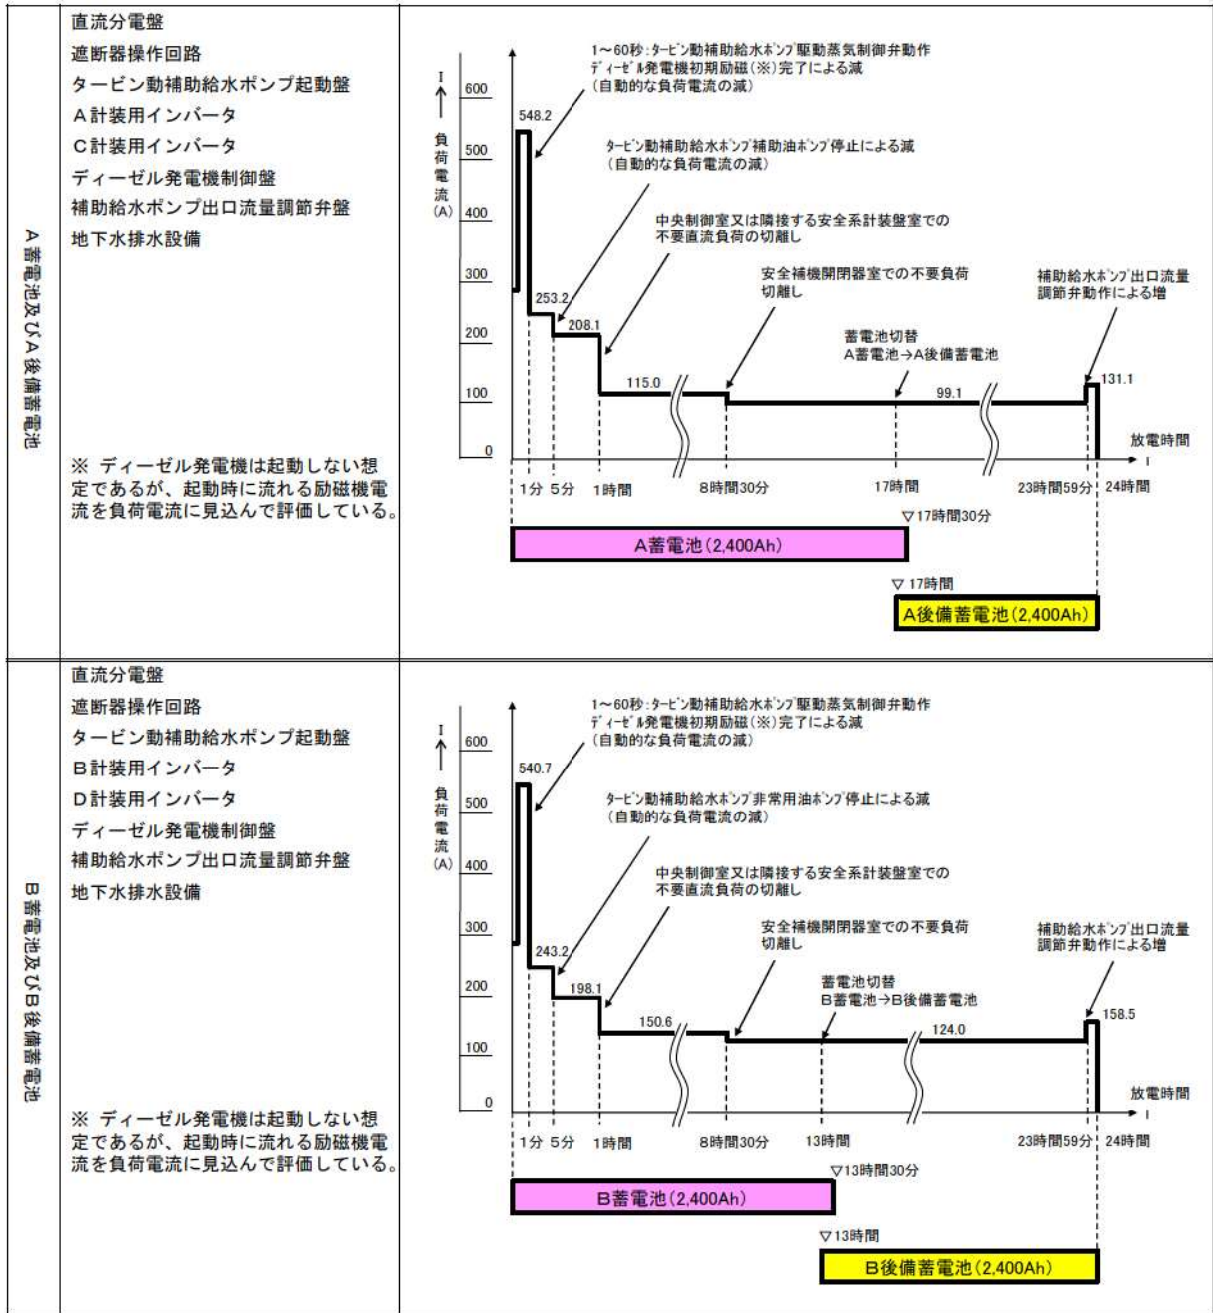 A蓄電池及びA後備蓄電池
直流分電盤
遮断器操作回路
タービン動補助給水ポンプ起動盤
A計装用インバータ
C計装用インバータ
ディーゼル発電機制御盤
補助給水ポンプ出口流量調節弁盤
地下水排水設備
※ ディーゼル発電機は起動しない想
定であるが、起動時に流れる励磁機電
流を負荷電流に見込んで評価している。
I
負荷電流(A)
600
500
400
300
200
100
0
1～60秒:タービン動補助給水ポンプ駆動蒸気制御弁動作
ディーゼル発電機初期励磁(※)完了による減
(自動的な負荷電流の減)
548.2
タービン動補助給水ポンプ補助油ポンプ停止による減
(自動的な負荷電流の減)
中央制御室又は隣接する安全系計装盤室での
不要直流負荷の切離し
安全補機開閉器室での不要負荷
切離し
補助給水ポンプ出口流量
調節弁動作による増
253.2
208.1
蓄電池切替
A蓄電池→A後備蓄電池
115.0
99.1
131.1
放電時間
1分 5分 1時間 8時間30分 17時間 23時間59分 24時間
▽17時間30分
A蓄電池(2,400Ah)
▽17時間
A後備蓄電池(2,400Ah)
B蓄電池及びB後備蓄電池
直流分電盤
遮断器操作回路
タービン動補助給水ポンプ起動盤
B計装用インバータ
D計装用インバータ
ディーゼル発電機制御盤
補助給水ポンプ出口流量調節弁盤
地下水排水設備
※ ディーゼル発電機は起動しない想
定であるが、起動時に流れる励磁機電
流を負荷電流に見込んで評価している。
I
負荷電流(A)
600
500
400
300
200
100
0
1～60秒:タービン動補助給水ポンプ駆動蒸気制御弁動作
ディーゼル発電機初期励磁(※)完了による減
(自動的な負荷電流の減)
540.7
タービン動補助給水ポンプ非常用油ポンプ停止による減
(自動的な負荷電流の減)
中央制御室又は隣接する安全系計装盤室での
不要直流負荷の切離し
安全補機開閉器室での不要負荷
切離し
補助給水ポンプ出口流量
調節弁動作による増
243.2
198.1
蓄電池切替
B蓄電池→B後備蓄電池
150.6
124.0
158.5
放電時間
1分 5分 1時間 8時間30分 13時間 23時間59分 24時間
▽13時間30分
B蓄電池(2,400Ah)
▽13時間
B後備蓄電池(2,400Ah)